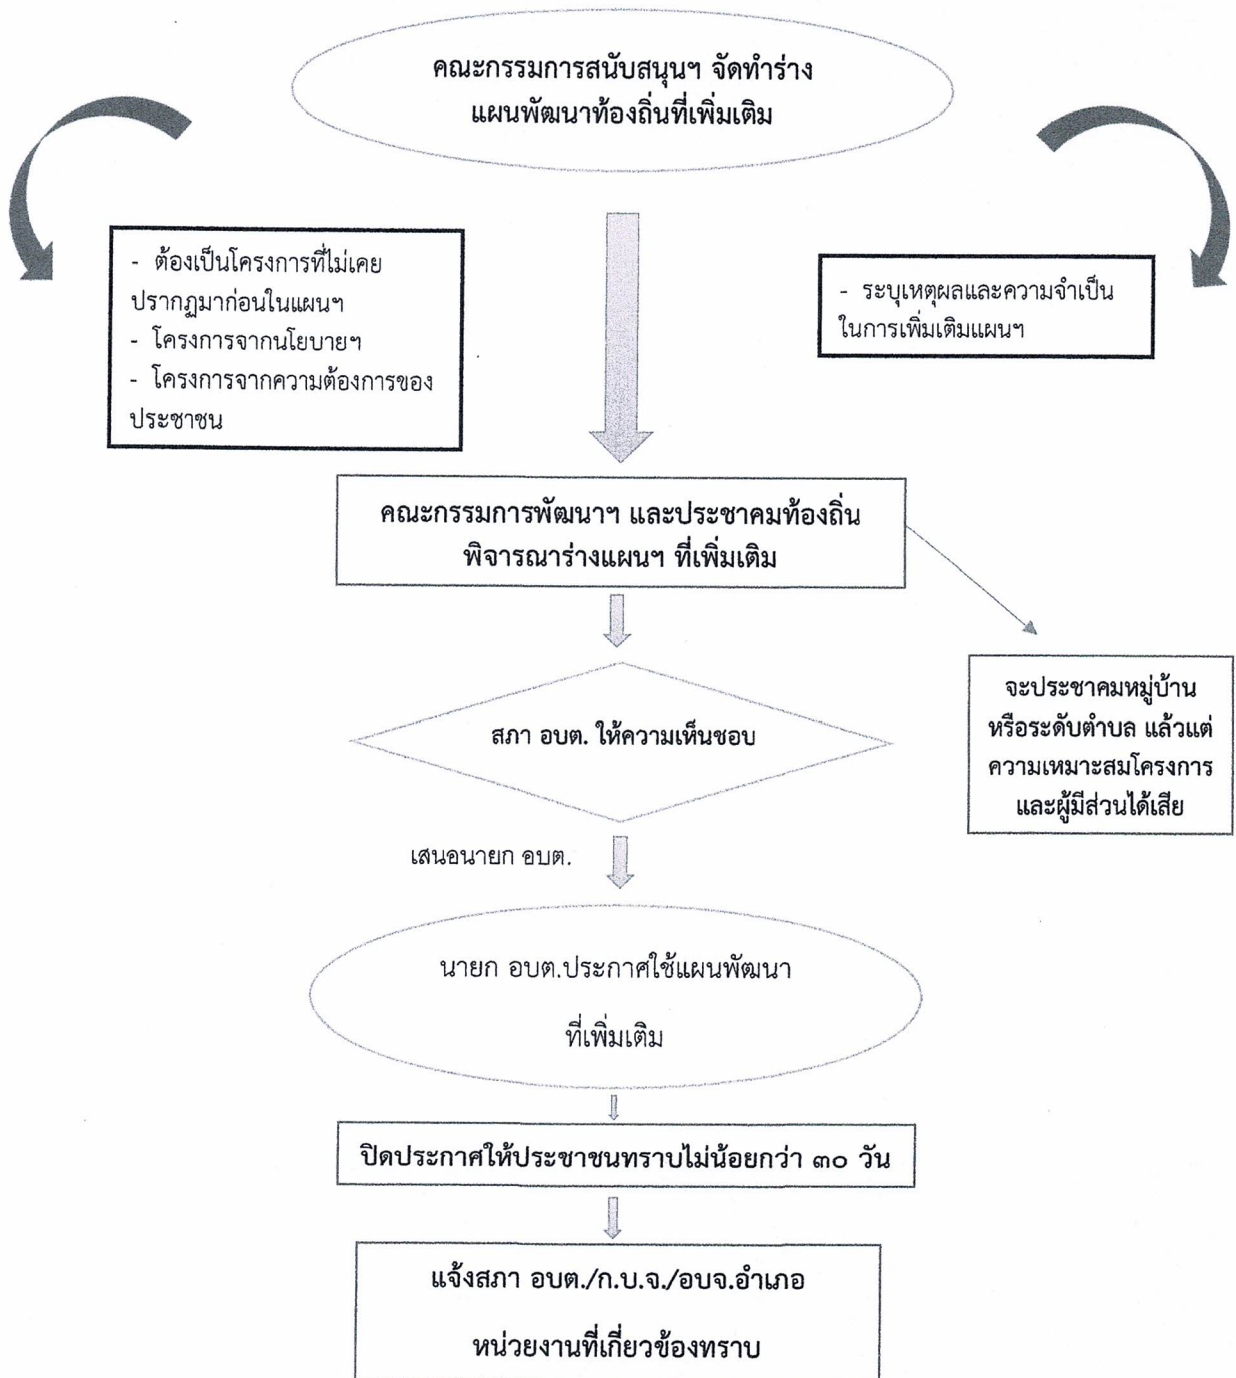 คณะกรรมการสนับสนุนฯ จัดทำร่าง
แผนพัฒนาท้องถิ่นที่เพิ่มเติม
- ต้องเป็นโครงการที่ไม่เคย
ปรากฏมาก่อนในแผนฯ
- โครงการจากนโยบายฯ
- โครงการจากความต้องการของ
ประชาชน
- ระบุเหตุผลและความจำเป็น
ในการเพิ่มเติมแผนฯ
คณะกรรมการพัฒนาฯ และประชาคมท้องถิ่น
พิจารณาร่างแผนฯ ที่เพิ่มเติม
จะประชาคมหมู่บ้าน
หรือระดับตำบล แล้วแต่
ความเหมาะสมโครงการ
และผู้มีส่วนได้เสีย
สภา อบต. ให้ความเห็นชอบ
เสนอนายก อบต.
นายก อบต.ประกาศใช้แผนพัฒนา
ที่เพิ่มเติม
ปิดประกาศให้ประชาชนทราบไม่น้อยกว่า ๓๐ วัน
แจ้งสภา อบต./ก.บ.จ./อบจ.อำเภอ
หน่วยงานที่เกี่ยวข้องทราบ